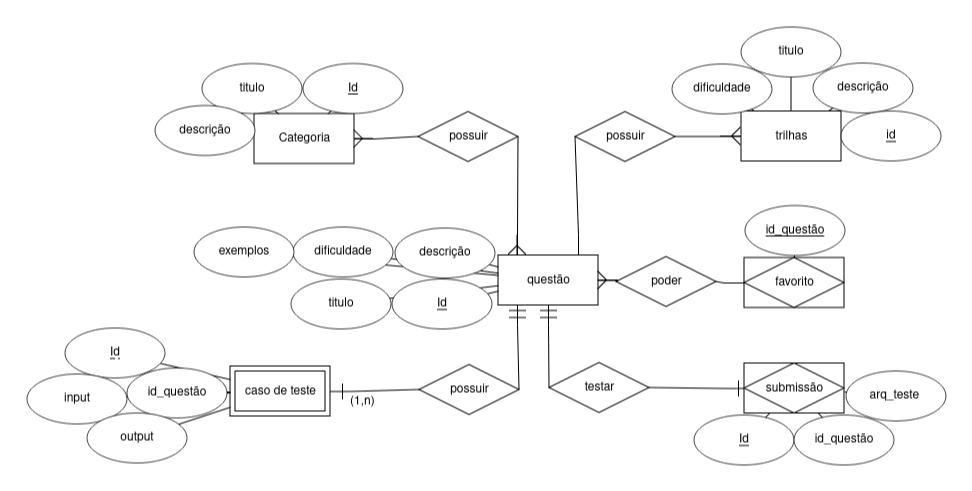 titulo
titulo
Id
dificuldade
descrição
descrição
Categoria
possuir
possuir
trilhas
id
id_questão
exemplos
dificuldade
descrição
questão
poder
favorito
titulo
Id
Id
id_questão
caso de teste
possuir
testar
submissão
arq_teste
input
(1,n)
output
Id
id_questão